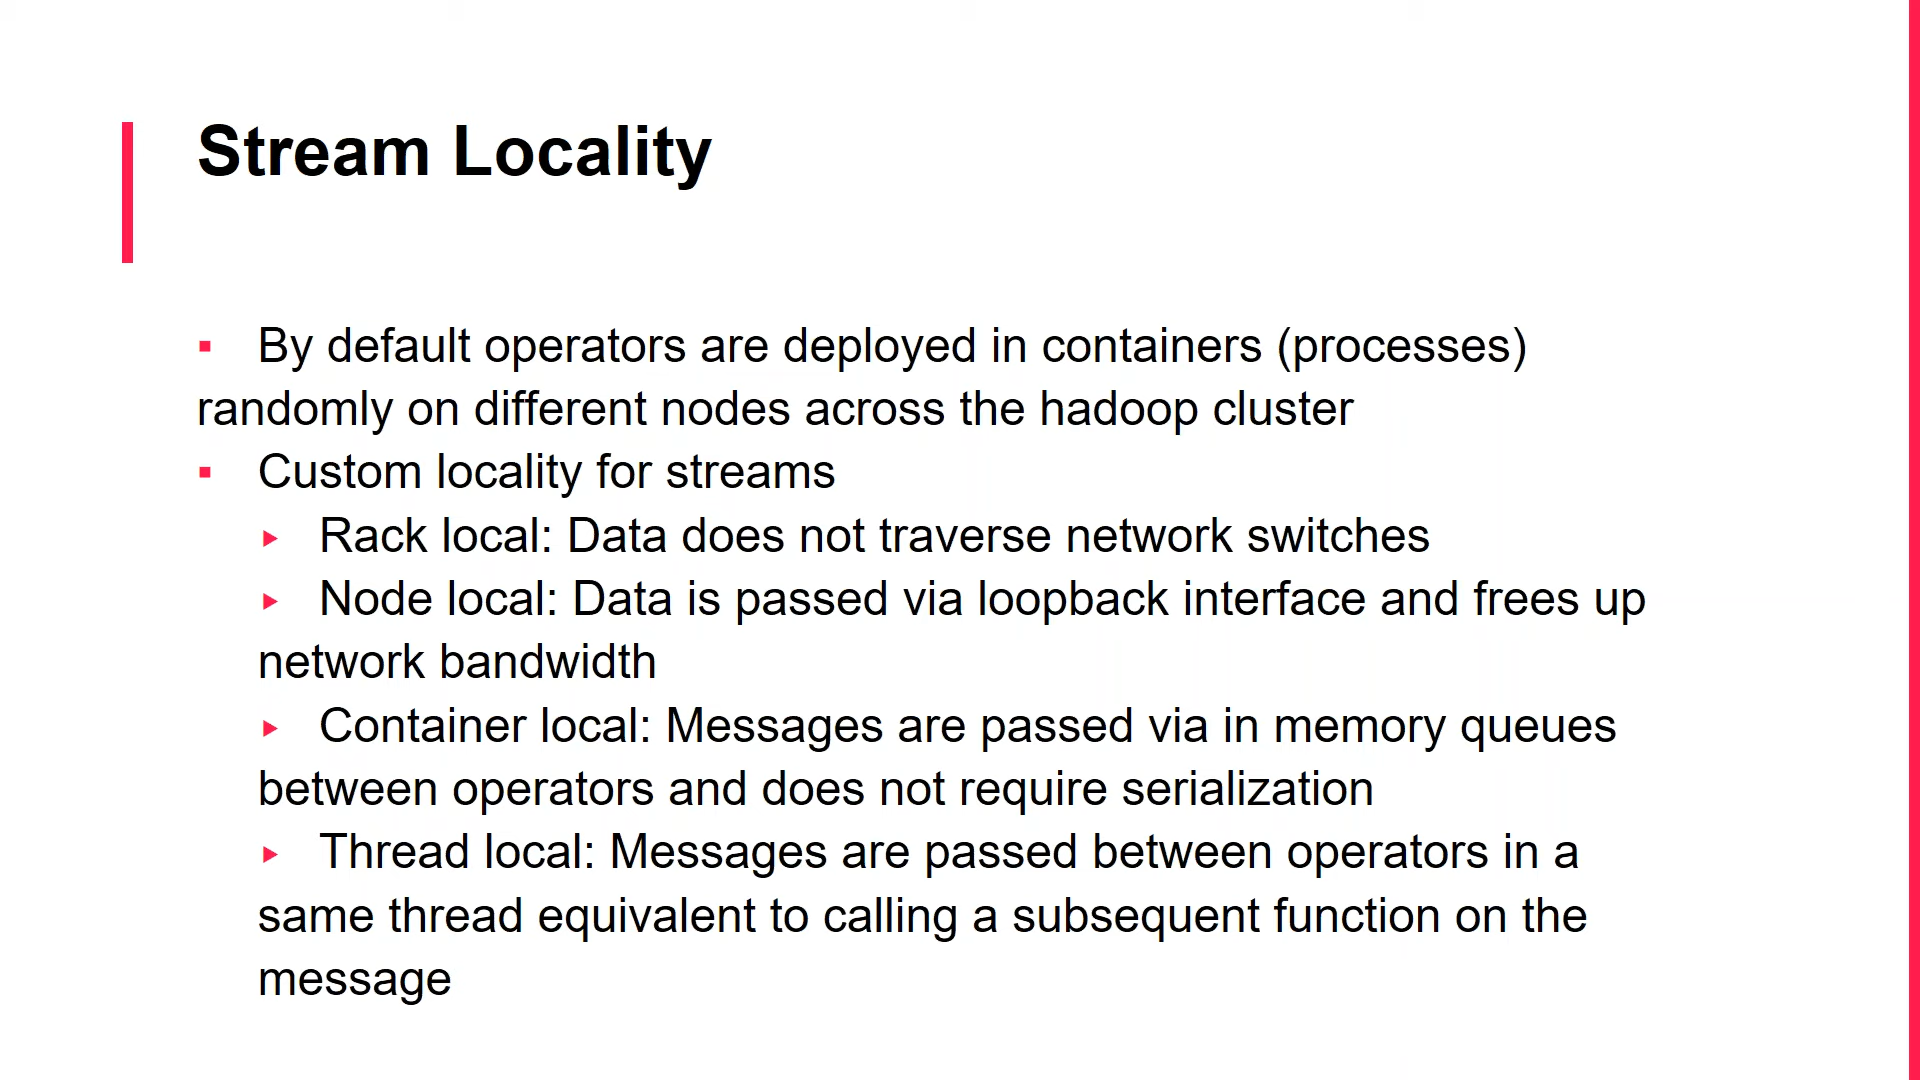 Stream Locality
▪ By default operators are deployed in containers (processes)
randomly on different nodes across the hadoop cluster
▪ Custom locality for streams
▸ Rack local: Data does not traverse network switches
▸ Node local: Data is passed via loopback interface and frees up
network bandwidth
▸ Container local: Messages are passed via in memory queues
between operators and does not require serialization
▸ Thread local: Messages are passed between operators in a
same thread equivalent to calling a subsequent function on the
message